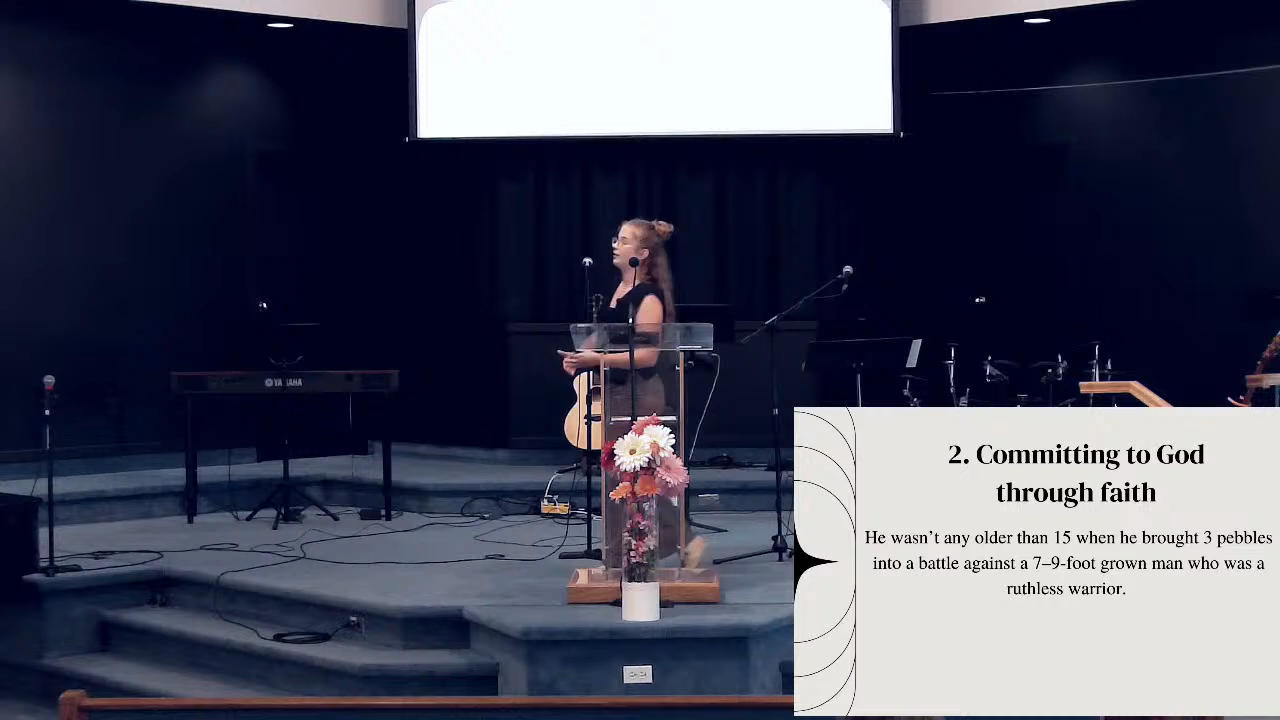 YAMAHA
2. Committing to God
through faith
He wasn't any older than 15 when he brought 3 pebbles
into a battle against a 7–9-foot grown man who was a
ruthless warrior.